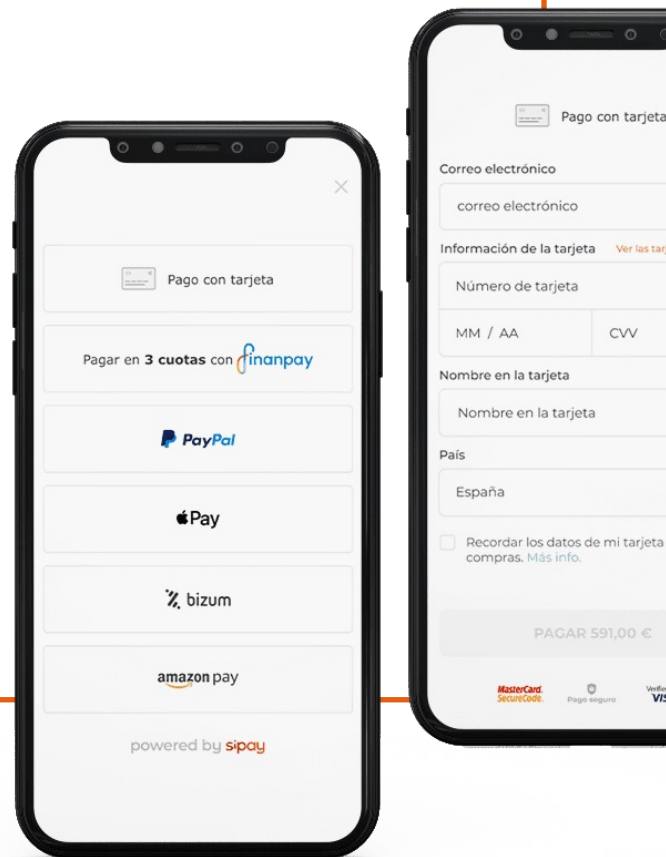 Pago con tarjeta
Pagar en 3 cuotas con finanpay
PayPal
Pay
bizum
amazon pay
powered by sipay
Pago con tarjeta
Correo electrónico
correo electrónico
Información de la tarjeta Ver las
Número de tarjeta
MM / AA CVV
Nombre en la tarjeta
Nombre en la tarjeta
País
España
Recordar los datos de mi tarjeta
compras. Más info.
PAGAR 591,00 €
MasterCard.
SecureCode.
Pago seguro